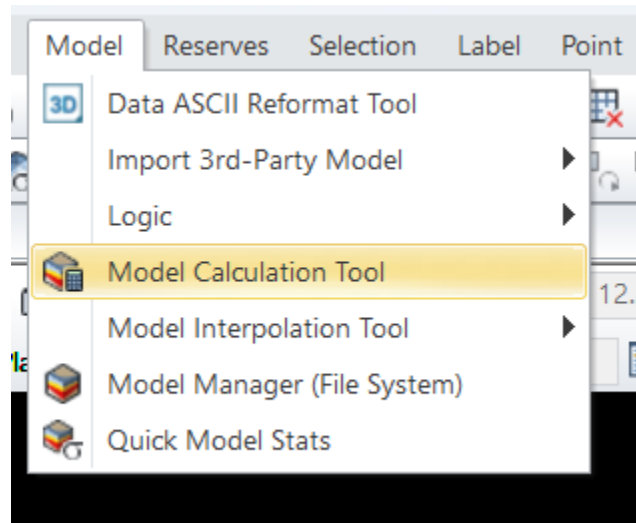 Model Reserves Selection Label Point
3D Data ASCII Reformat Tool
Import 3rd-Party Model
Logic
Model Calculation Tool
12.
Model Interpolation Tool
Model Manager (File System)
Quick Model Stats